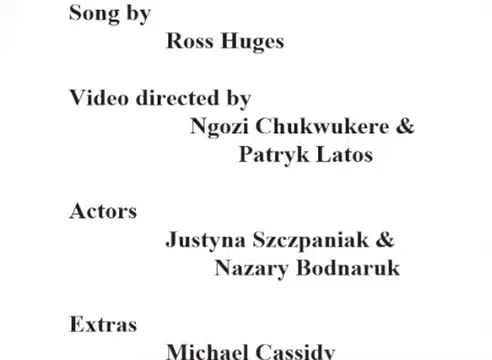 Song by
Ross Huges
Video directed by
Ngozi Chukwukere &
Patryk Latos
Actors
Justyna Szczpaniak &
Nazary Bodnaruk
Extras
Michael Cassidy